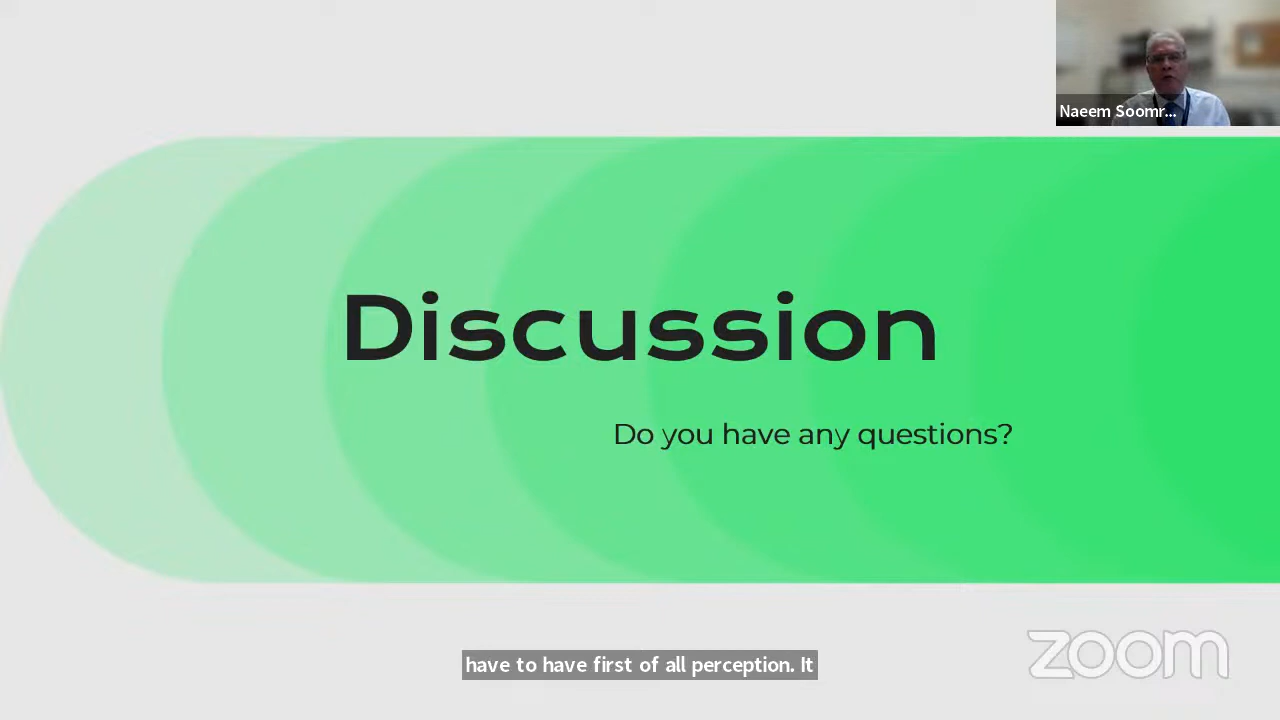 Naeem Soomr...
Discussion
Do you have any questions?
have to have first of all perception. It
zoom